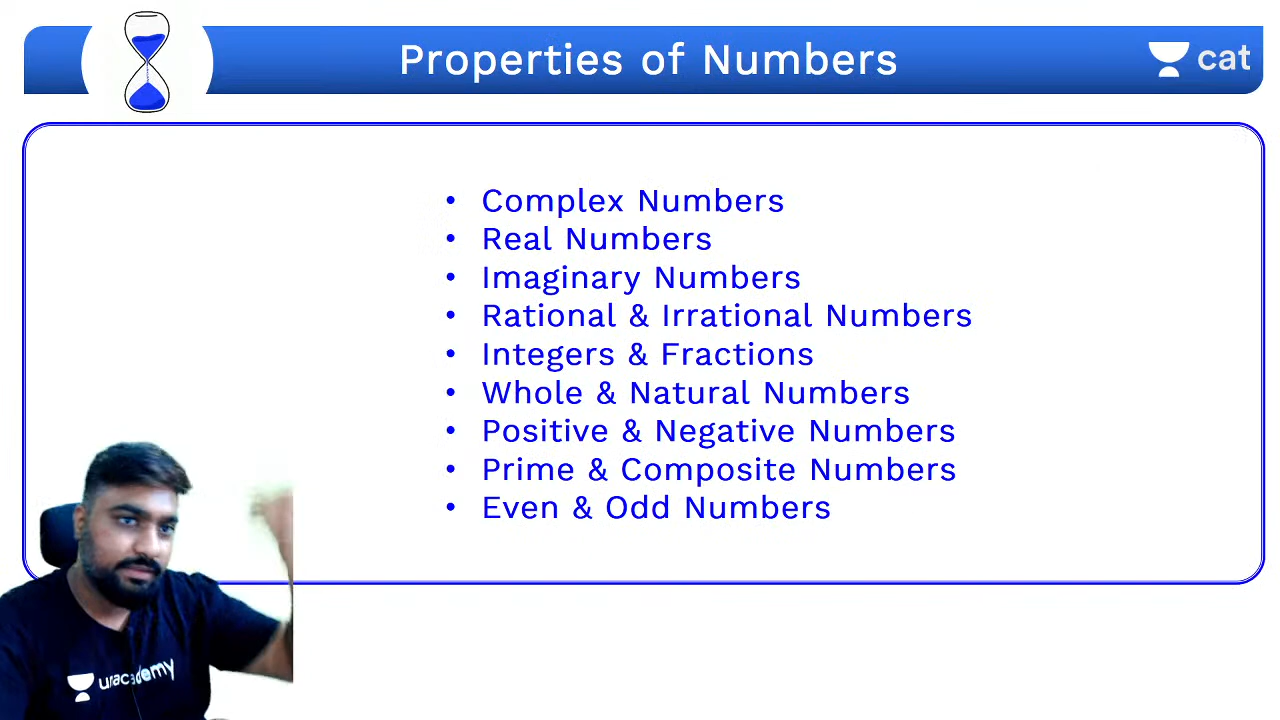 Properties of Numbers
cat
• Complex Numbers
• Real Numbers
• Imaginary Numbers
• Rational & Irrational Numbers
• Integers & Fractions
• Whole & Natural Numbers
• Positive & Negative Numbers
• Prime & Composite Numbers
• Even & Odd Numbers
unacademy